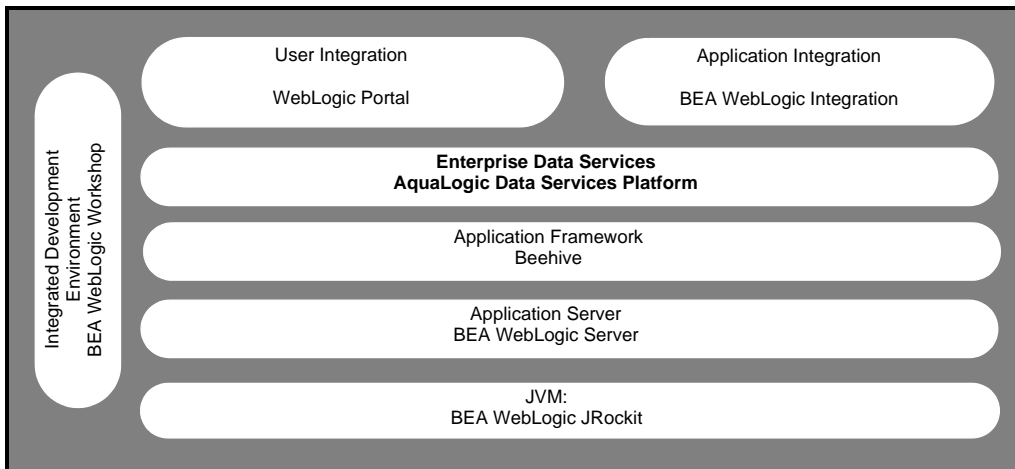 User Integration
WebLogic Portal
Application Integration
BEA WebLogic Integration
Integrated Development
Environment
BEA WebLogic Workshop
Enterprise Data Services
AquaLogic Data Services Platform
Application Framework
Beehive
Application Server
BEA WebLogic Server
JVM:
BEA WebLogic JRockit